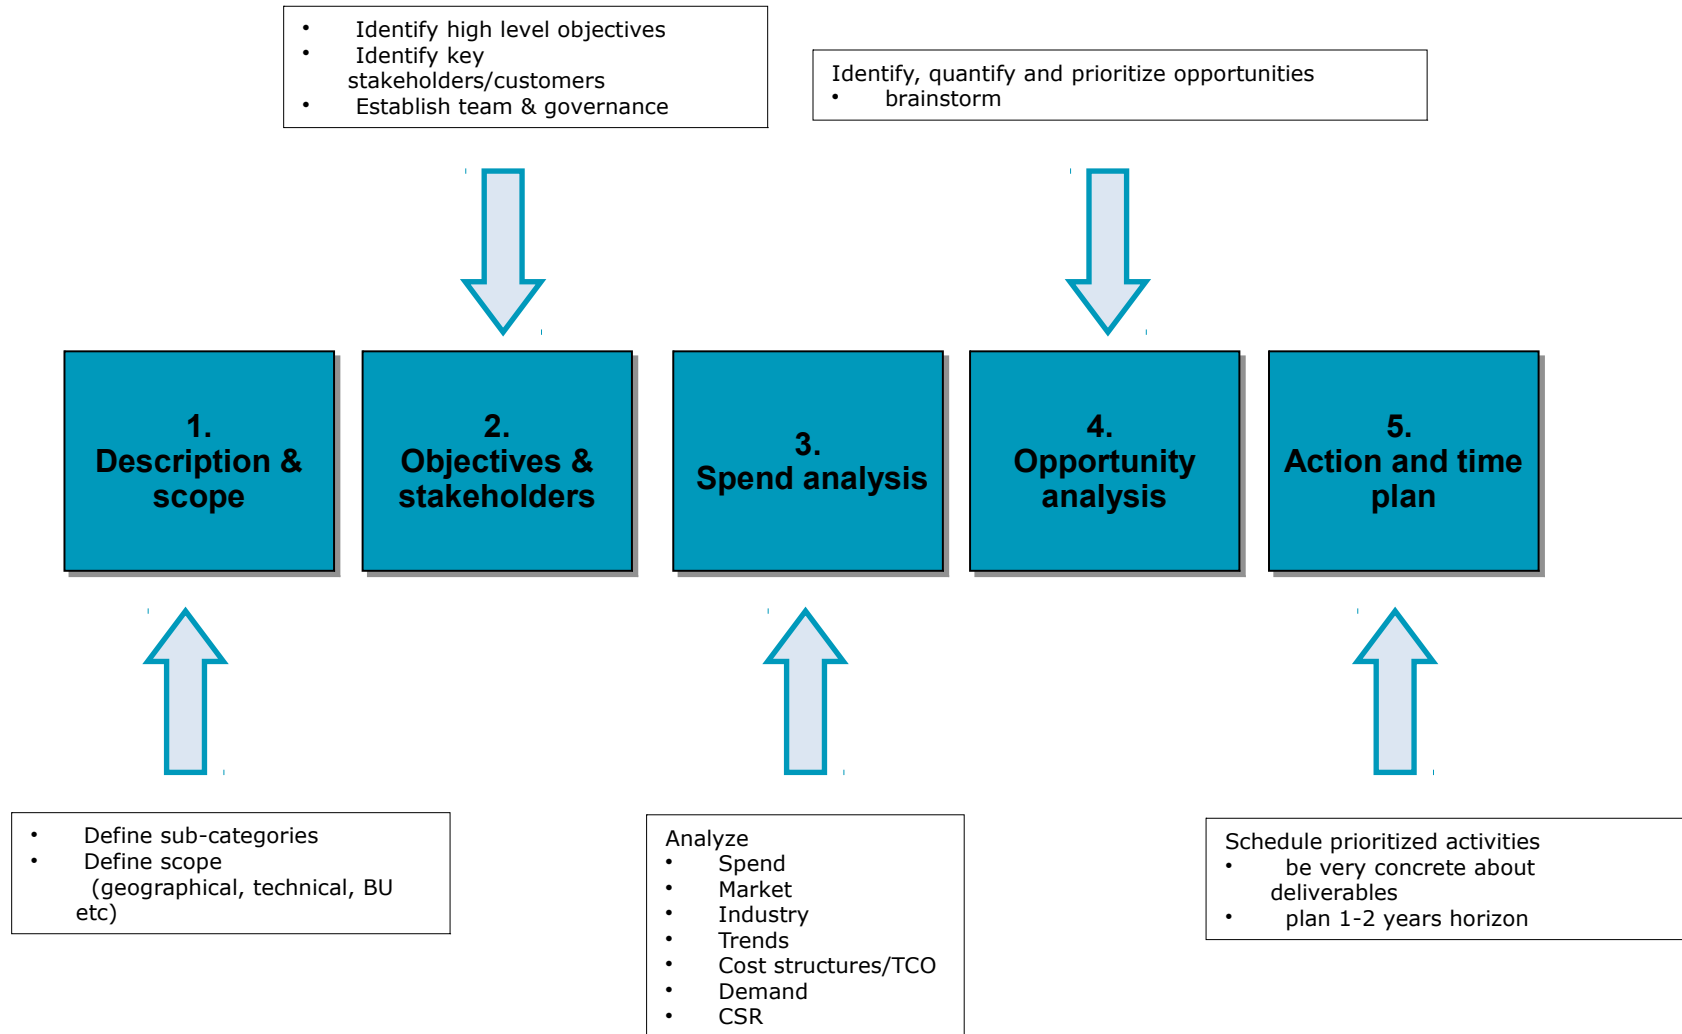 • Identify high level objectives
• Identify key
stakeholders/customers
• Establish team & governance
Identify, quantify and prioritize opportunities
• brainstorm
1.
Description &
scope
2.
Objectives &
stakeholders
3.
Spend analysis
4.
Opportunity
analysis
5.
Action and time
plan
• Define sub-categories
• Define scope
(geographical, technical, BU
etc)
Analyze
• Spend
• Market
• Industry
• Trends
• Cost structures/TCO
• Demand
• CSR
Schedule prioritized activities
• be very concrete about
deliverables
• plan 1-2 years horizon